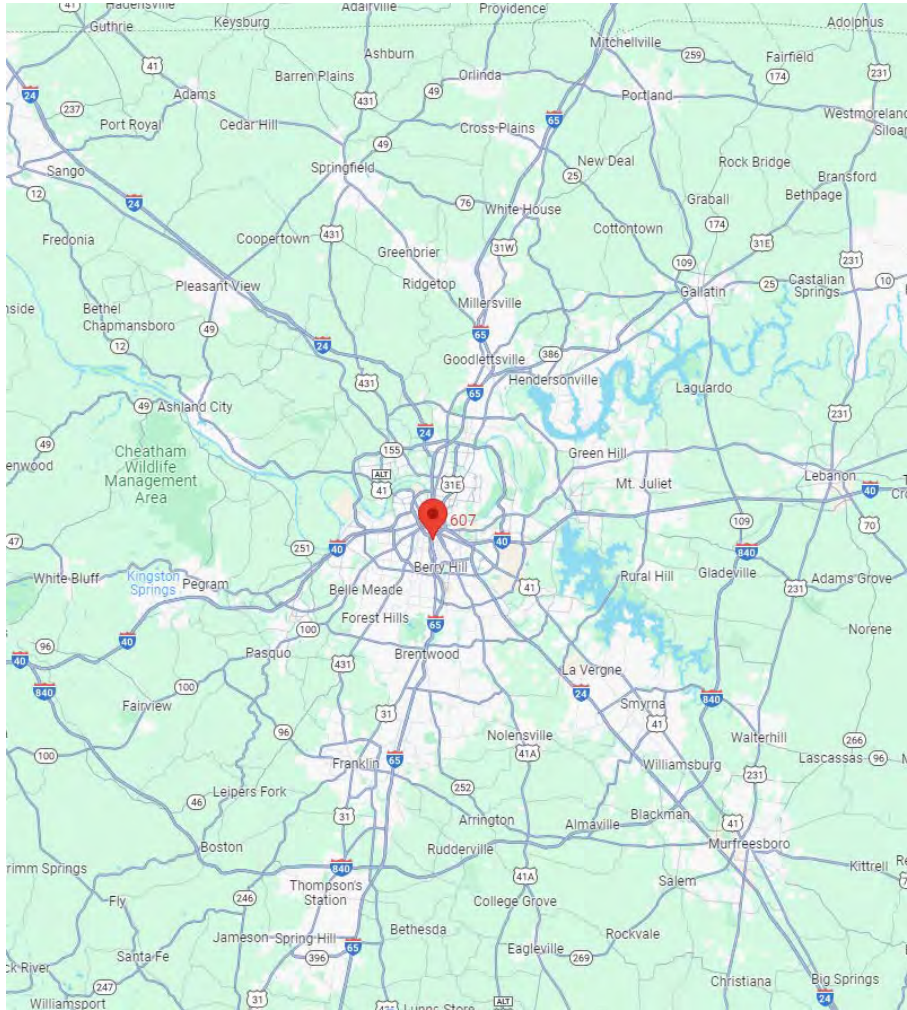 Hadensville
Adairville
Providence
41
Guthrie
Keysburg
Adolphus
Mitchellville
Ashburn
259
Fairfield
41
Barren Plains
Orlinda
174
231
24
Adams
431
49
Portland
237
Port Royal
Cedar Hill
Cross Plains
65
Westmoreland
49
New Deal
Rock Bridge
Sango
Springfield
25
Bransford
12
24
Graball
Bethpage
76
White House
174
Fredonia
Coopertown
431
31W
Cottontown
31E
Greenbrier
109
231
Pleasant View
Ridgetop
Gallatin
25
Castalian
Springs
10
Bethel
Millersville
Chapmansboro
49
65
12
24
Goodlettsville
386
431
Hendersonville
Laguardo
65
49
Ashland City
231
49
24
Cheatham
Wildlife
Management
Area
155
Green Hill
ALT
41
31E
Mt. Juliet
Lebanon
40
607
109
70
47
251
40
40
840
White Bluff
Kingston
Springs
Pegram
Berry Hill
Gladeville
Adams Grove
Belle Meade
41
Rural Hill
231
Forest Hills
65
100
Norene
96
40
Brentwood
40
Pasquo
431
La Vergne
840
100
24
840
Fairview
31
Smyrna
96
Nolensville
41
Walterhill
100
41A
266
65
Lascassas
96
Franklin
Williamsburg
231
252
46
Leipers Fork
Arrington
Blackman
31
Almaville
41
Boston
Rudderville
Murfreesboro
840
Kittrell
Thompson's
Station
41A
Salem
Fly
246
College Grove
Bethesda
Rockvale
Jameson
Spring Hill
65
Eagleville
269
Santa Fe
396
247
Christiana
Big Springs
Williamsport
31
ALT
24